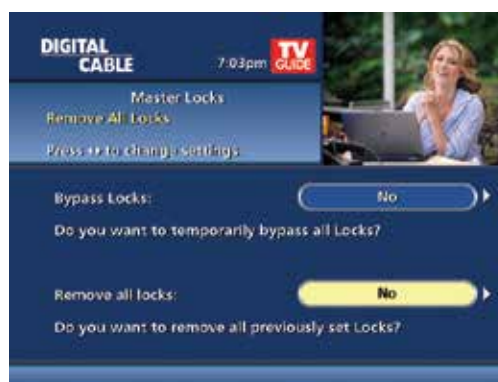 DIGITAL
CABLE
7:03pm
TV
GUIDE
Master Locks
Remove All Locks
Press ◄► to change settings
Bypass Locks:
No
Do you want to temporarily bypass all Locks?
Remove all locks:
No
Do you want to remove all previously set Locks?